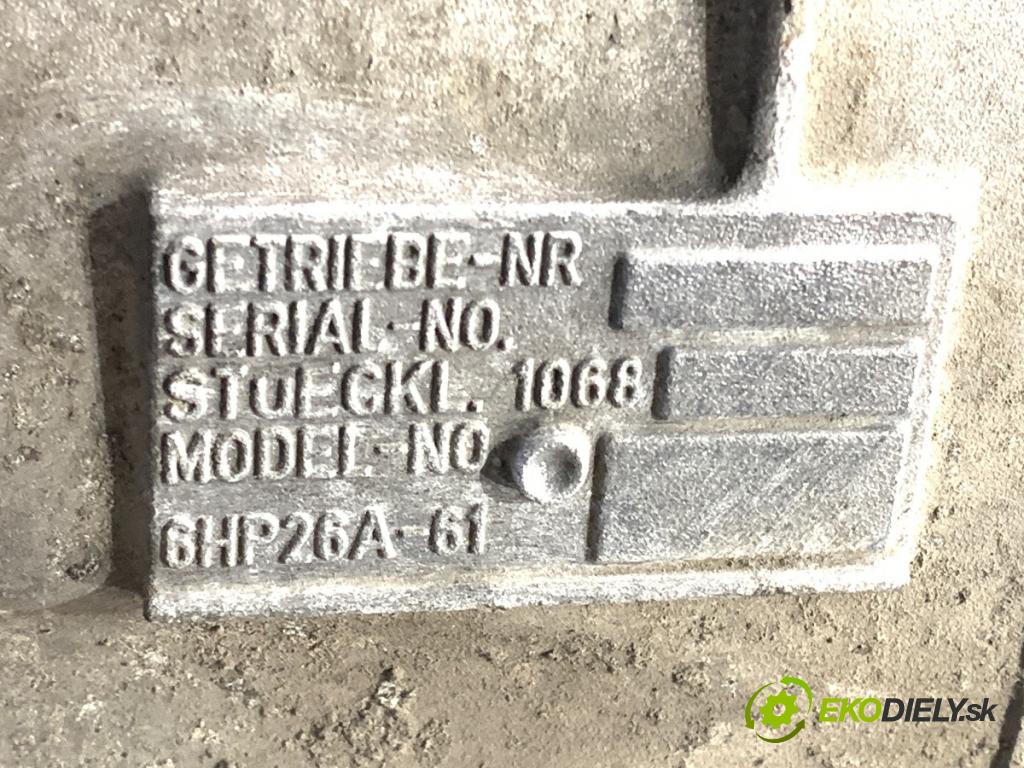 GETRIEBE-NR
SERIAL-NO.
STUECKL. 1068
MODEL-NO
6HP26A-61
EKODIELY.sk